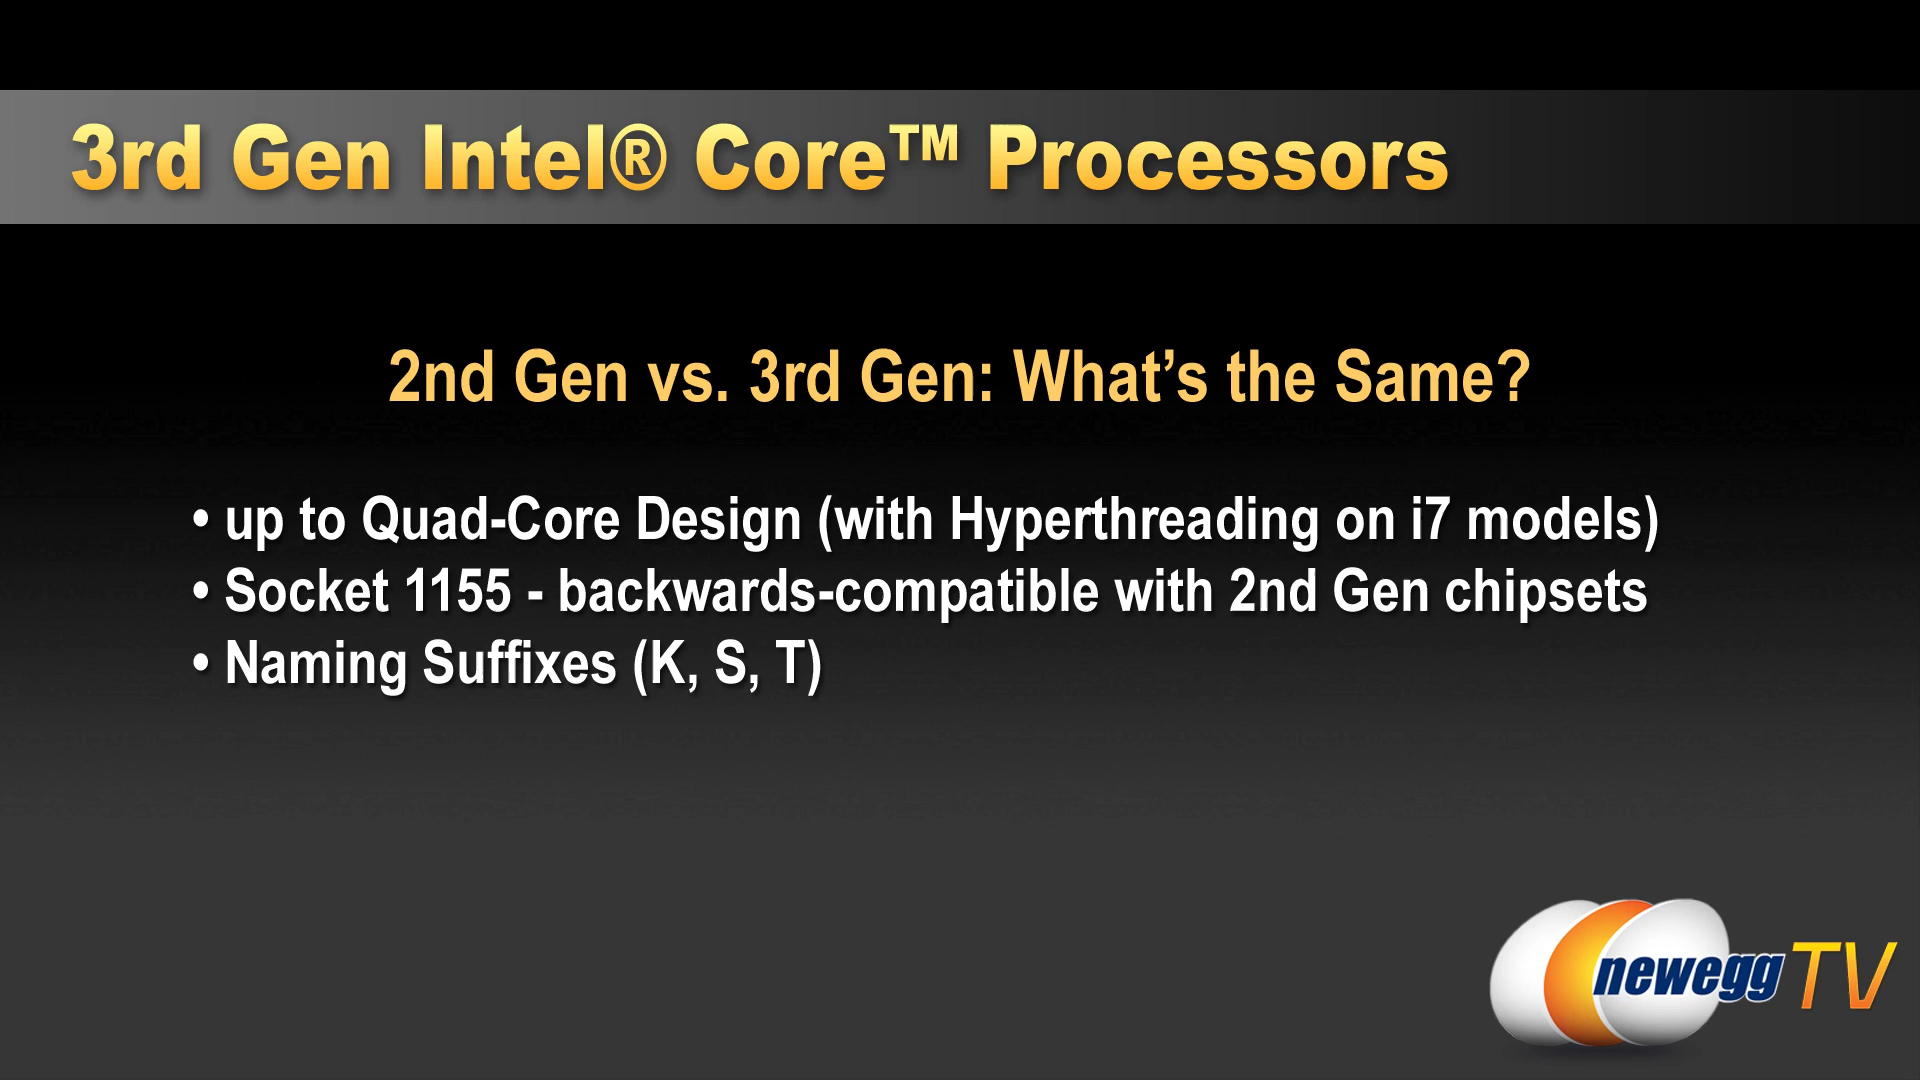 3rd Gen Intel® Core™ Processors
2nd Gen vs. 3rd Gen: What’s the Same?
• up to Quad-Core Design (with Hyperthreading on i7 models)
• Socket 1155 - backwards-compatible with 2nd Gen chipsets
• Naming Suffixes (K, S, T)
newegg TV